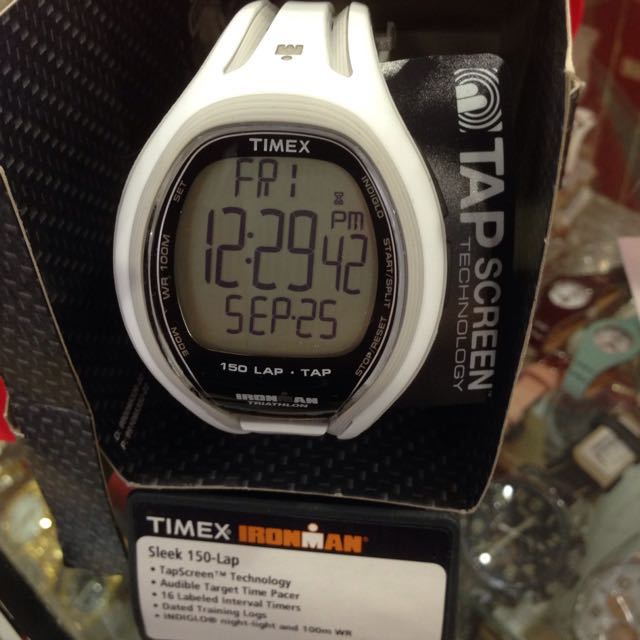 TIMEX
FRI
PM
12:29 42
SEP-25
SET
WR 100M
MODE
INDIGLO
START/SPLIT
STOP/RESET
150 LAP · TAP
IRONMAN
TRIATHLON
TAP SCREEN
TECHNOLOGY
TIMEX IRONMAN
Sleek 150-Lap
• TapScreen™ Technology
• Audible Target Time Pacer
• 16 Labeled Interval Timers
• Dated Training Logs
• INDIGLO® night-light and 100m WR